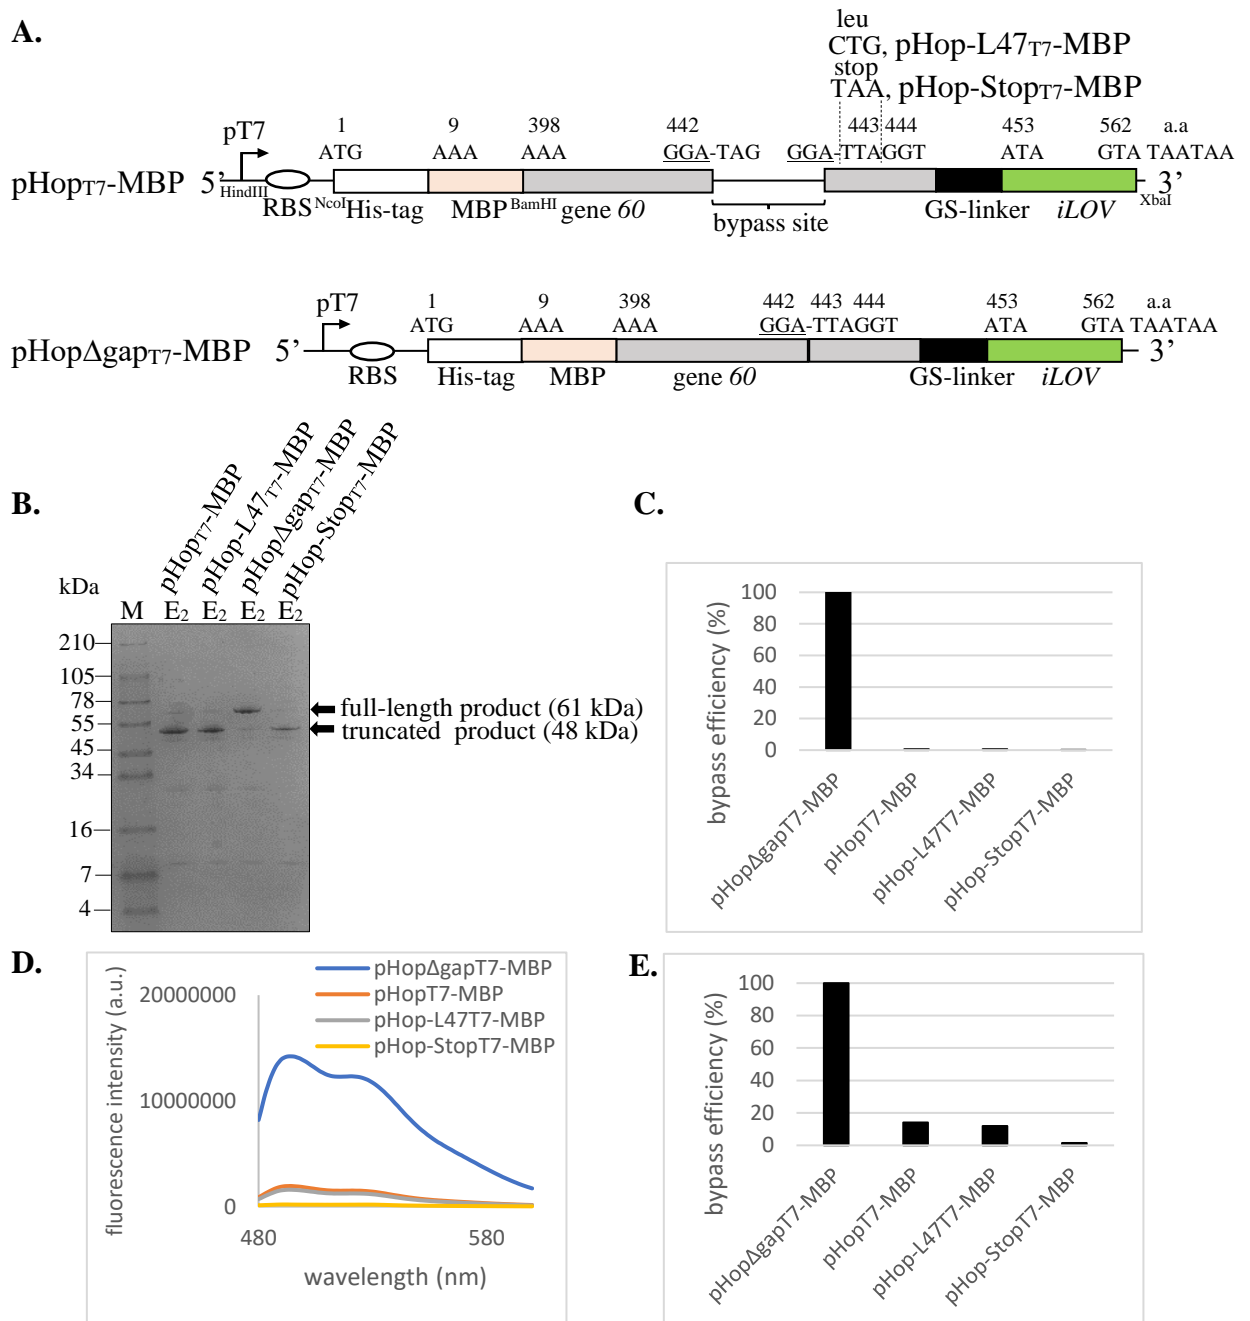 A.
leu
CTG, pHop-L47T7-MBP
stop
TAA, pHop-StopT7-MBP
pT7 1 9 398 442 443 444 453 562 a.a
ATG AAA AAA GGA-TAG GGA-TTAGGT ATA GTA TAATAA
pHopT7-MBP 5’ 3’
HindIII RBS NcoI His-tag MBP BamHI gene 60 bypass site GS-linker iLOV XbaI
pT7 1 9 398 442 443 444 453 562 a.a
ATG AAA AAA GGA-TTAGGT ATA GTA TAATAA
pHopΔgapT7-MBP 5’ 3’
RBS His-tag MBP gene 60 GS-linker iLOV
B.
pHopT7-MBP
pHop-L47T7-MBP
pHopΔgapT7-MBP
pHop-StopT7-MBP
kDa
M E2 E2 E2 E2
210
105
78
55
45
34
16
7
4
full-length product (61 kDa)
truncated product (48 kDa)
C.
bypass efficiency (%)
100
80
60
40
20
0
pHopΔgapT7-MBP
pHopT7-MBP
pHop-L47T7-MBP
pHop-StopT7-MBP
D.
fluorescence intensity (a.u.)
20000000
10000000
0
480 580
wavelength (nm)
pHopΔgapT7-MBP
pHopT7-MBP
pHop-L47T7-MBP
pHop-StopT7-MBP
E.
bypass efficiency (%)
100
80
60
40
20
0
pHopΔgapT7-MBP
pHopT7-MBP
pHop-L47T7-MBP
pHop-StopT7-MBP